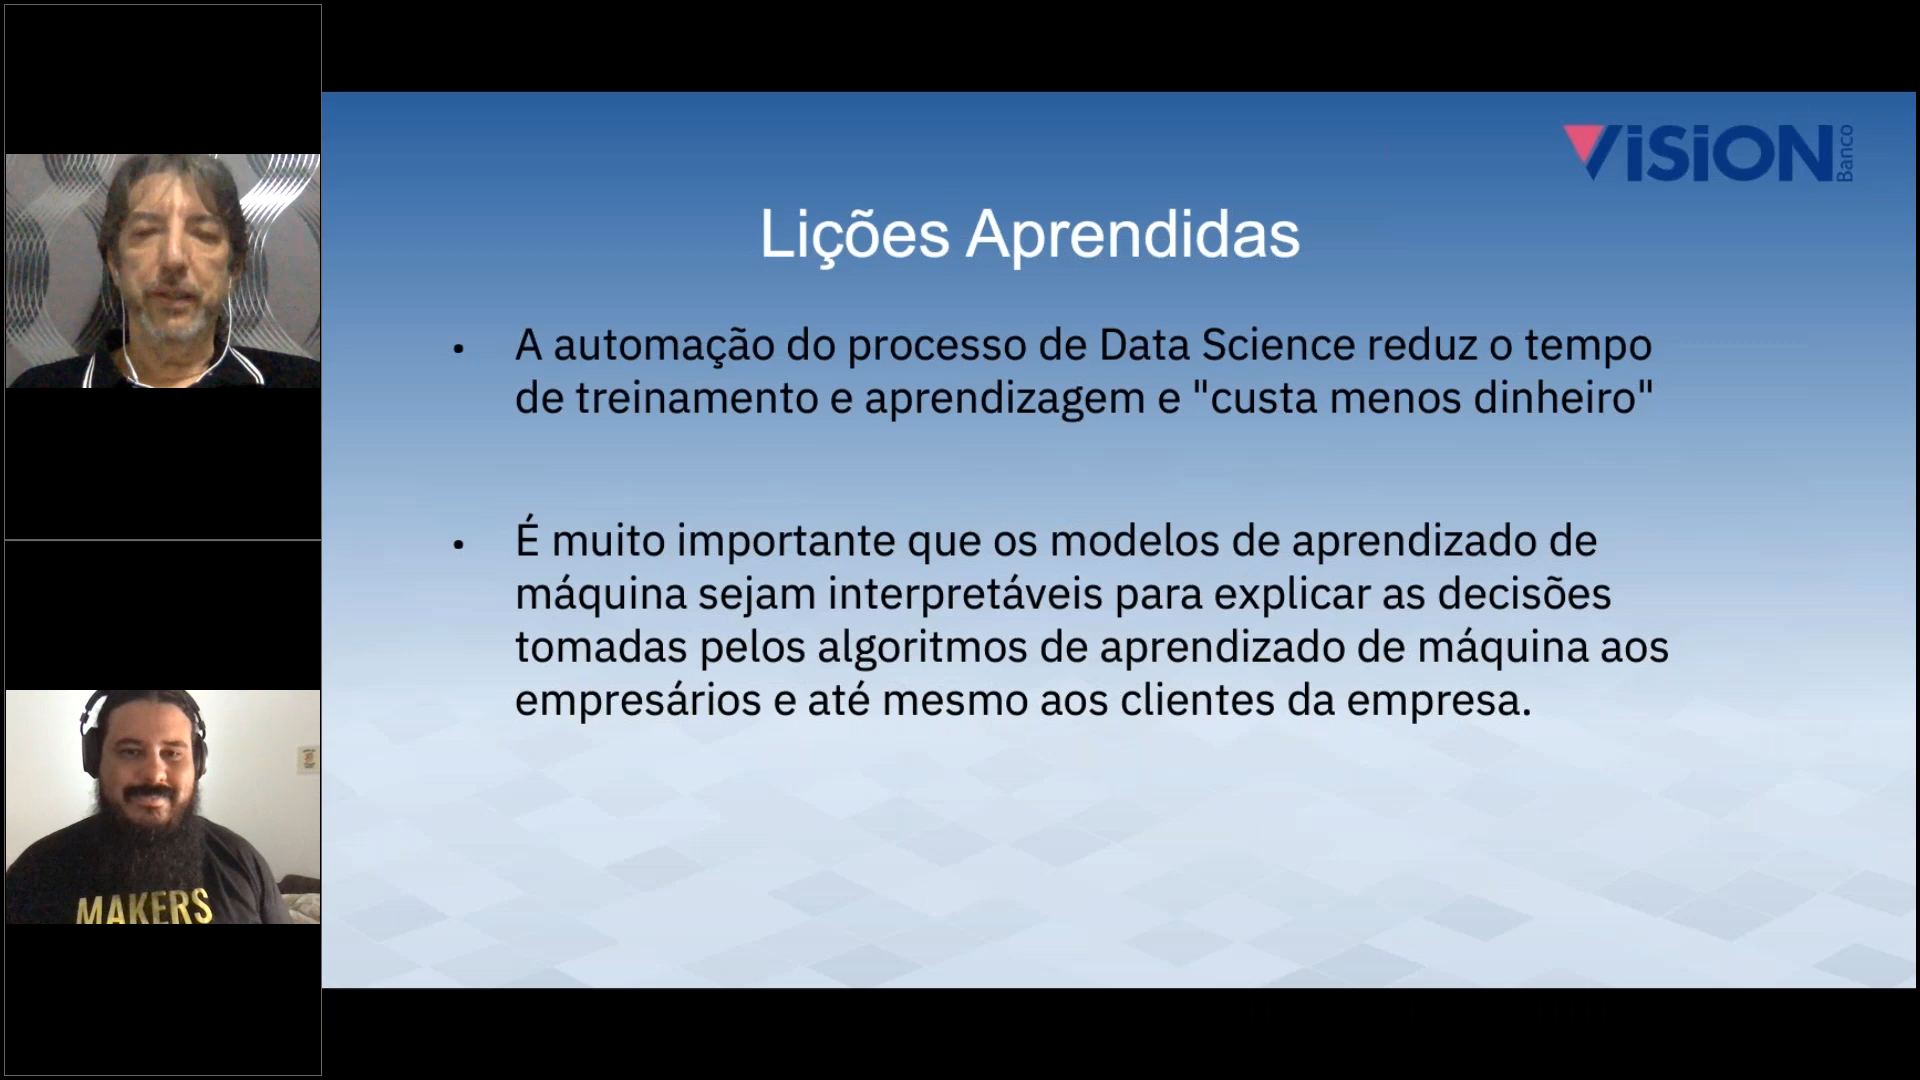 ViSiON
Banco
Lições Aprendidas
• A automação do processo de Data Science reduz o tempo
de treinamento e aprendizagem e "custa menos dinheiro"
• É muito importante que os modelos de aprendizado de
máquina sejam interpretáveis para explicar as decisões
tomadas pelos algoritmos de aprendizado de máquina aos
empresários e até mesmo aos clientes da empresa.
MAKERS